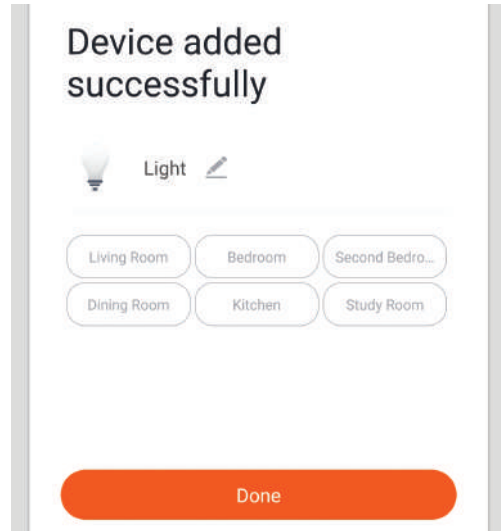 Device added
successfully
Light
Living Room Bedroom Second Bedro...
Dining Room Kitchen Study Room
Done